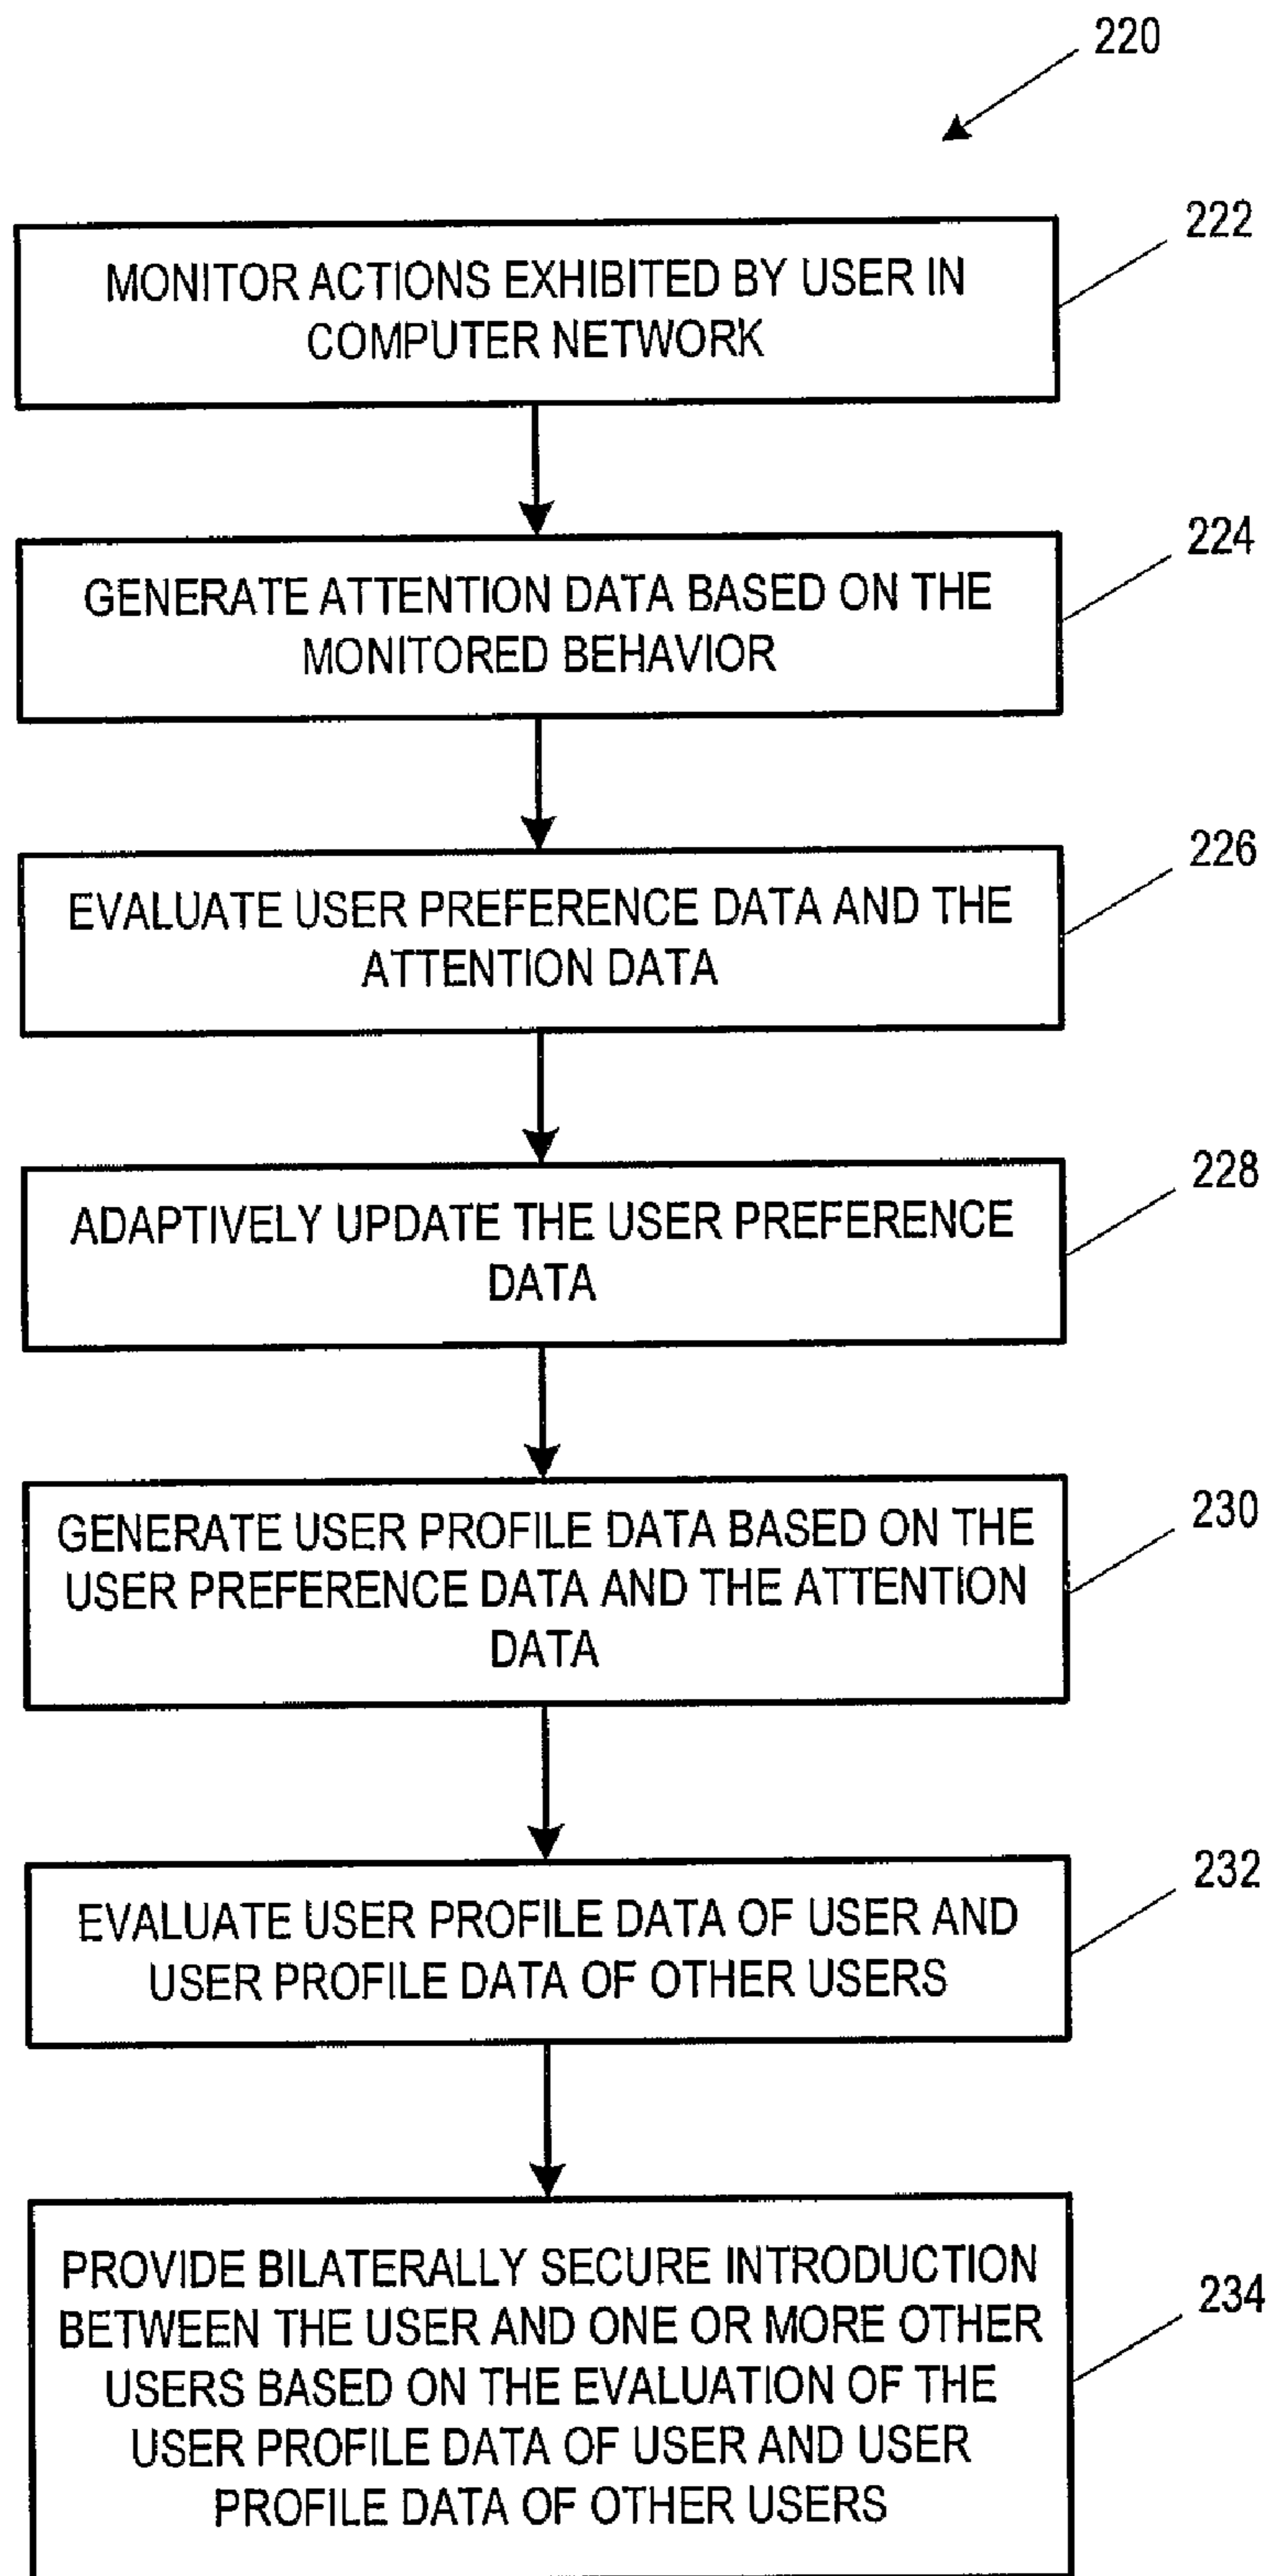 220
222
MONITOR ACTIONS EXHIBITED BY USER IN
COMPUTER NETWORK
224
GENERATE ATTENTION DATA BASED ON THE
MONITORED BEHAVIOR
226
EVALUATE USER PREFERENCE DATA AND THE
ATTENTION DATA
228
ADAPTIVELY UPDATE THE USER PREFERENCE
DATA
230
GENERATE USER PROFILE DATA BASED ON THE
USER PREFERENCE DATA AND THE ATTENTION
DATA
232
EVALUATE USER PROFILE DATA OF USER AND
USER PROFILE DATA OF OTHER USERS
234
PROVIDE BILATERALLY SECURE INTRODUCTION
BETWEEN THE USER AND ONE OR MORE OTHER
USERS BASED ON THE EVALUATION OF THE
USER PROFILE DATA OF USER AND USER
PROFILE DATA OF OTHER USERS